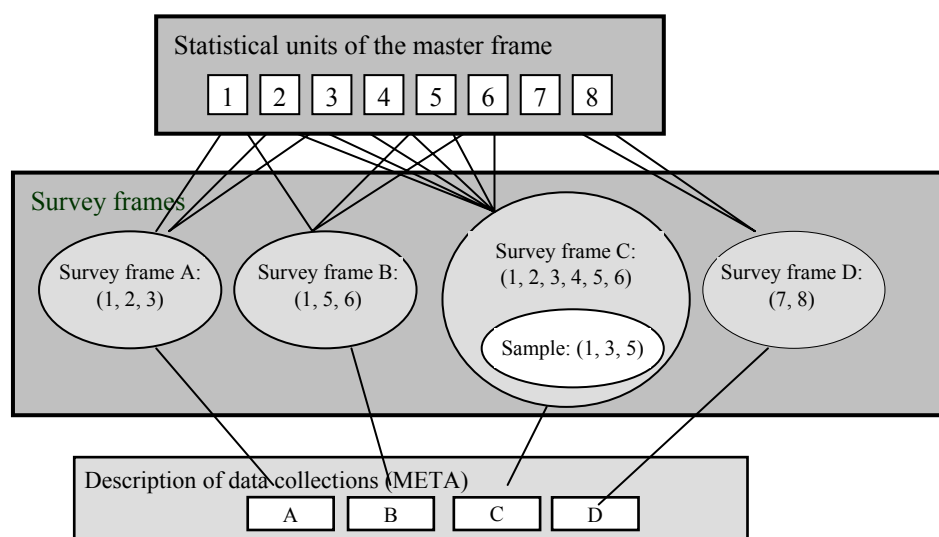 Statistical units of the master frame
1 2 3 4 5 6 7 8
Survey frames
Survey frame A:
(1, 2, 3)
Survey frame B:
(1, 5, 6)
Survey frame C:
(1, 2, 3, 4, 5, 6)
Sample: (1, 3, 5)
Survey frame D:
(7, 8)
Description of data collections (META)
A B C D